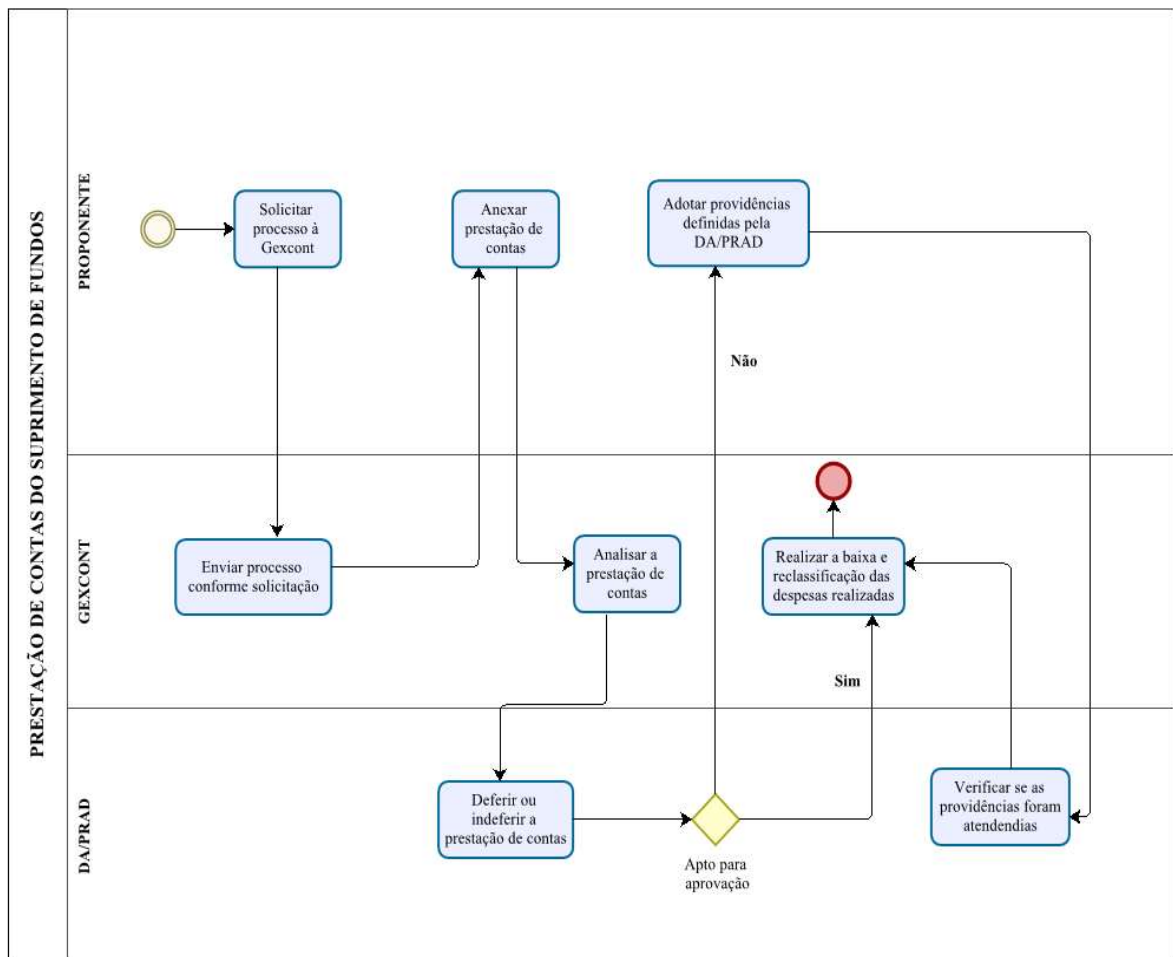 PRESTAÇÃO DE CONTAS DO SUPRIMENTO DE FUNDOS
PROPONENTE
Solicitar
processo à
Gexcont
Anexar
prestação de
contas
Adotar providências
definidas pela
DA/PRAD
Não
GEXCONT
Enviar processo
conforme solicitação
Analisar a
prestação de
contas
Realizar a baixa e
reclassificação das
despesas realizadas
Sim
DA/PRAD
Deferir ou
indeferir a
prestação de contas
Apto para
aprovação
Verificar se as
providências foram
atendendias